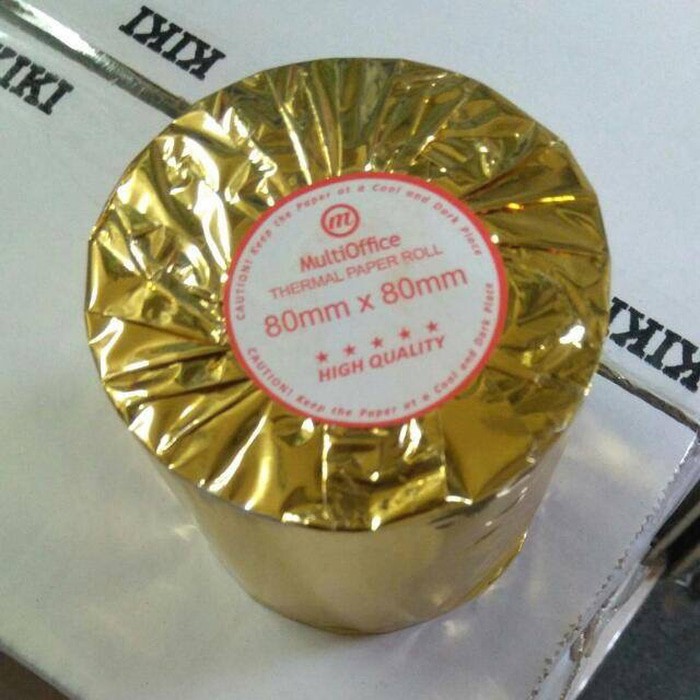 KIKI
KIKI
CAUTION! Keep the Paper at a Cool and Dark Place
m
MultiOffice
THERMAL PAPER ROLL
80mm x 80mm
★ ★ ★ ★ ★
HIGH QUALITY
CAUTION! Keep the Paper at a Cool and Dark Place
KIKI